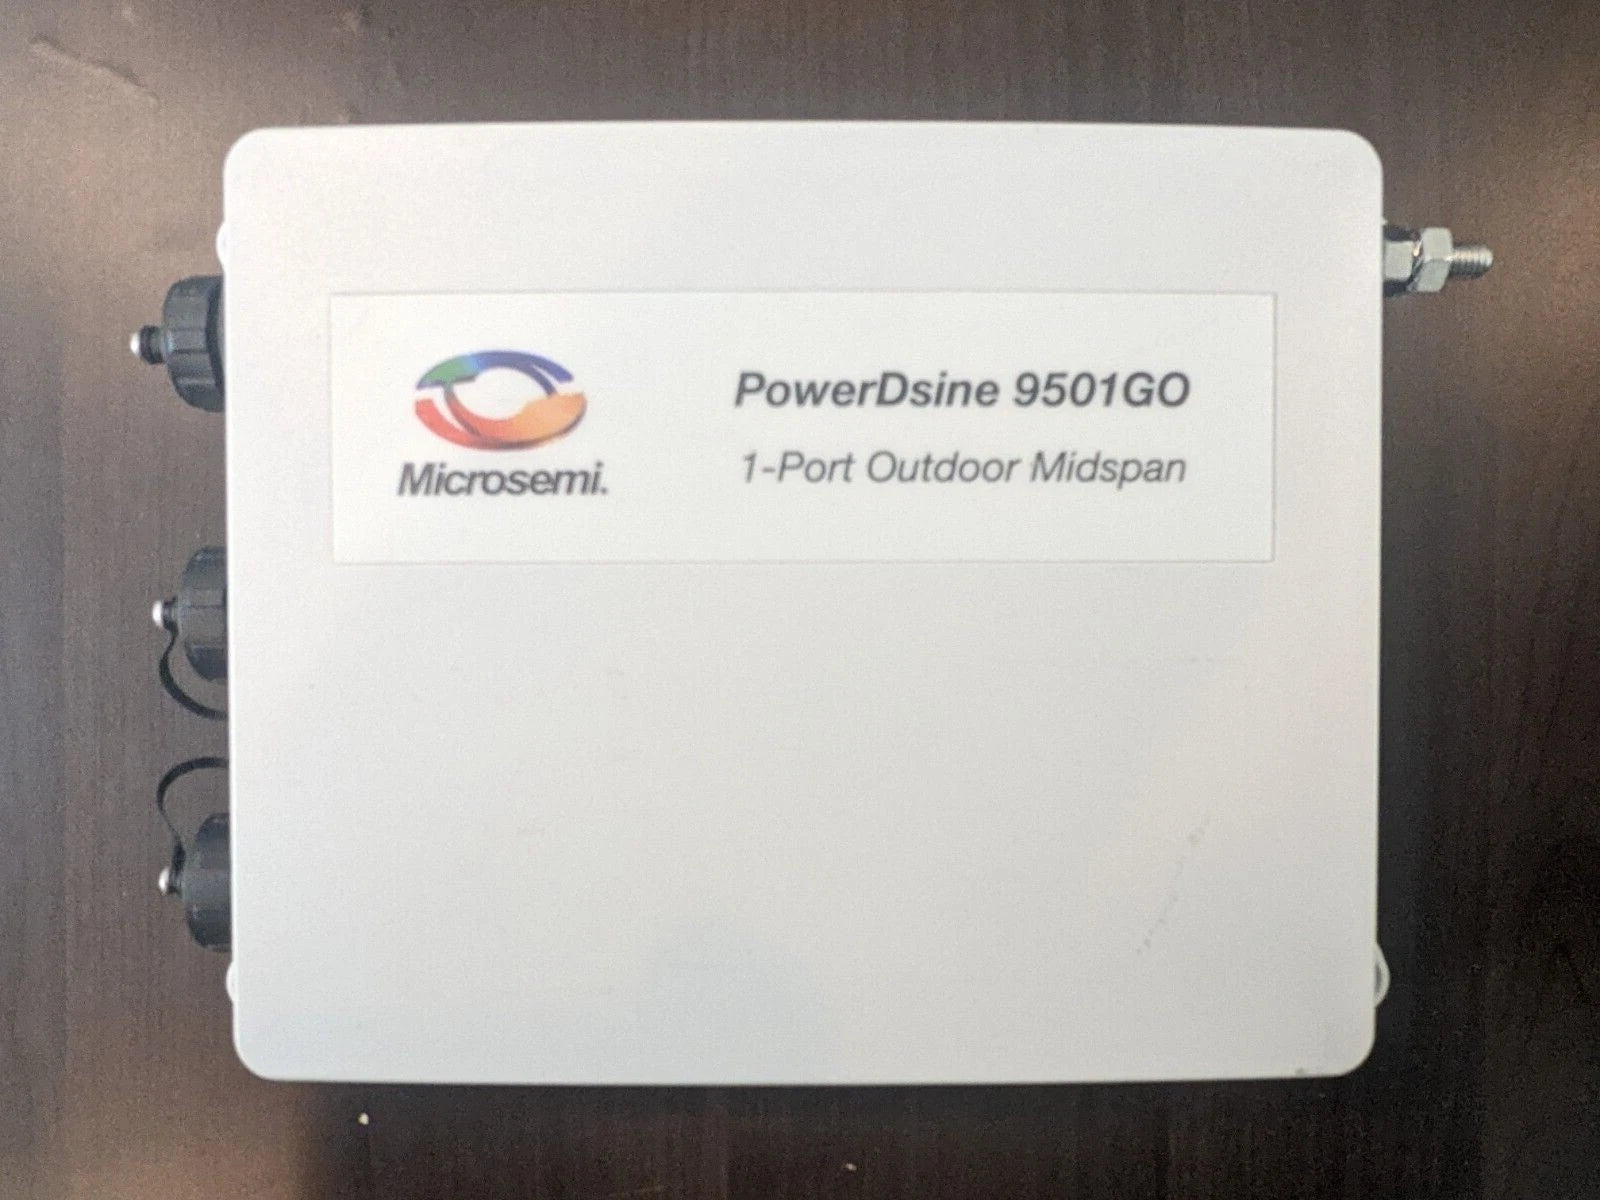 PowerDsine 9501GO
1-Port Outdoor Midspan
Microsemi.